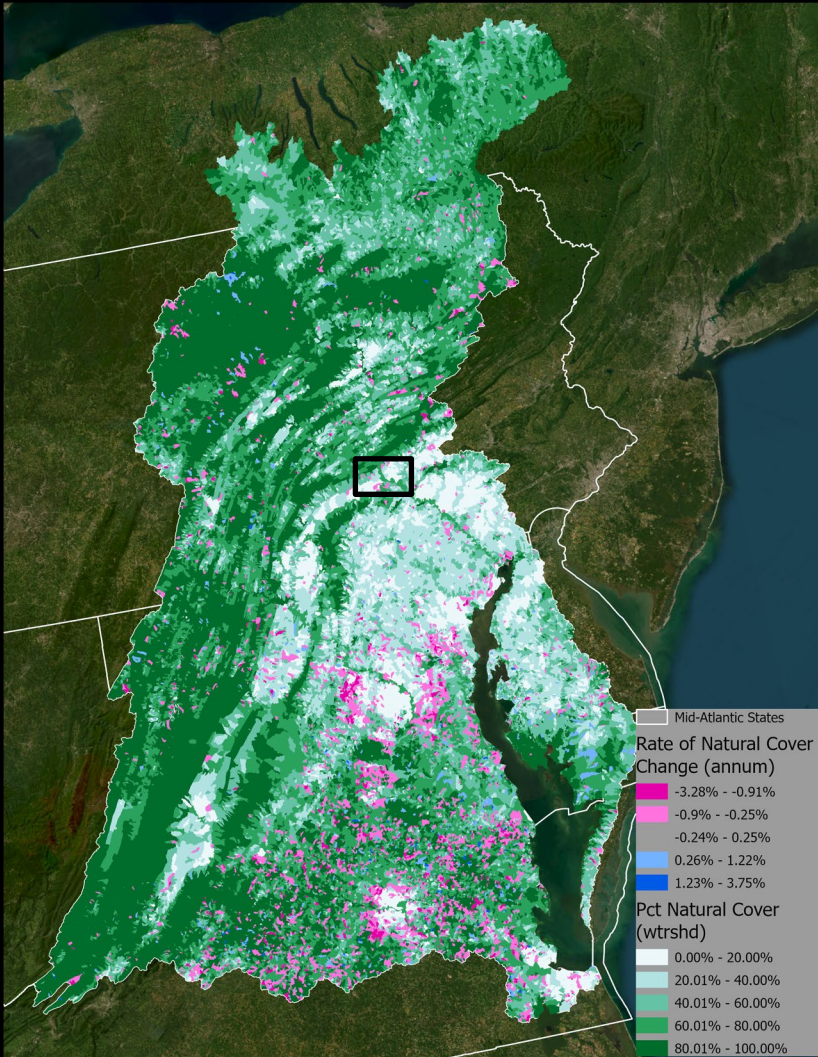 Mid-Atlantic States
Rate of Natural Cover
Change (annum)
-3.28% - -0.91%
-0.9% - -0.25%
-0.24% - 0.25%
0.26% - 1.22%
1.23% - 3.75%
Pct Natural Cover
(wtrshd)
0.00% - 20.00%
20.01% - 40.00%
40.01% - 60.00%
60.01% - 80.00%
80.01% - 100.00%